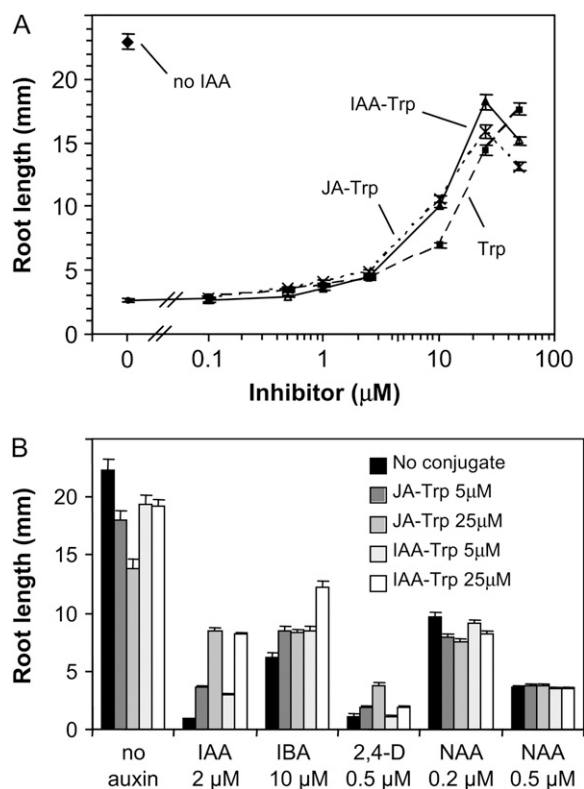 A
Root length (mm)
20
15
10
5
0
no IAA
IAA-Trp
JA-Trp
Trp
0 0.1 1 10 100
Inhibitor (μM)
B
Root length (mm)
20
15
10
5
0
No conjugate
JA-Trp 5μM
JA-Trp 25μM
IAA-Trp 5μM
IAA-Trp 25μM
no auxin
IAA 2 μM
IBA 10 μM
2,4-D 0.5 μM
NAA 0.2 μM
NAA 0.5 μM